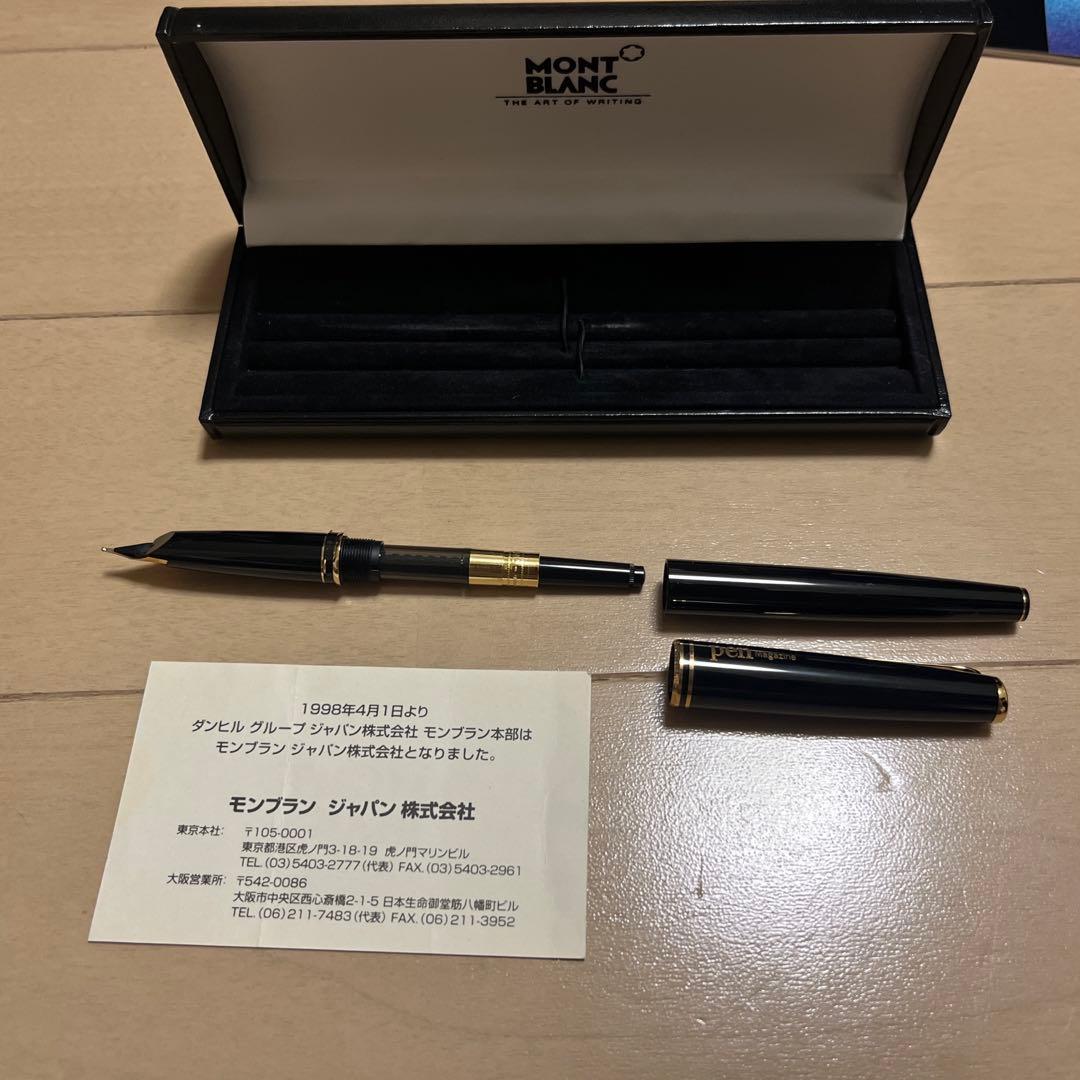 MONT
BLANC
THE ART OF WRITING
pen magazine
1998年4月1日より
ダンヒル グループ ジャパン株式会社 モンブラン本部は
モンブラン ジャパン株式会社となりました。
モンブラン ジャパン 株式会社
東京本社: 〒105-0001
東京都港区虎ノ門3-18-19 虎ノ門マリンビル
TEL.(03)5403-2777(代表) FAX.(03)5403-2961
大阪営業所: 〒542-0086
大阪市中央区西心斎橋2-1-5 日本生命御堂筋八幡町ビル
TEL.(06)211-7483(代表) FAX.(06)211-3952